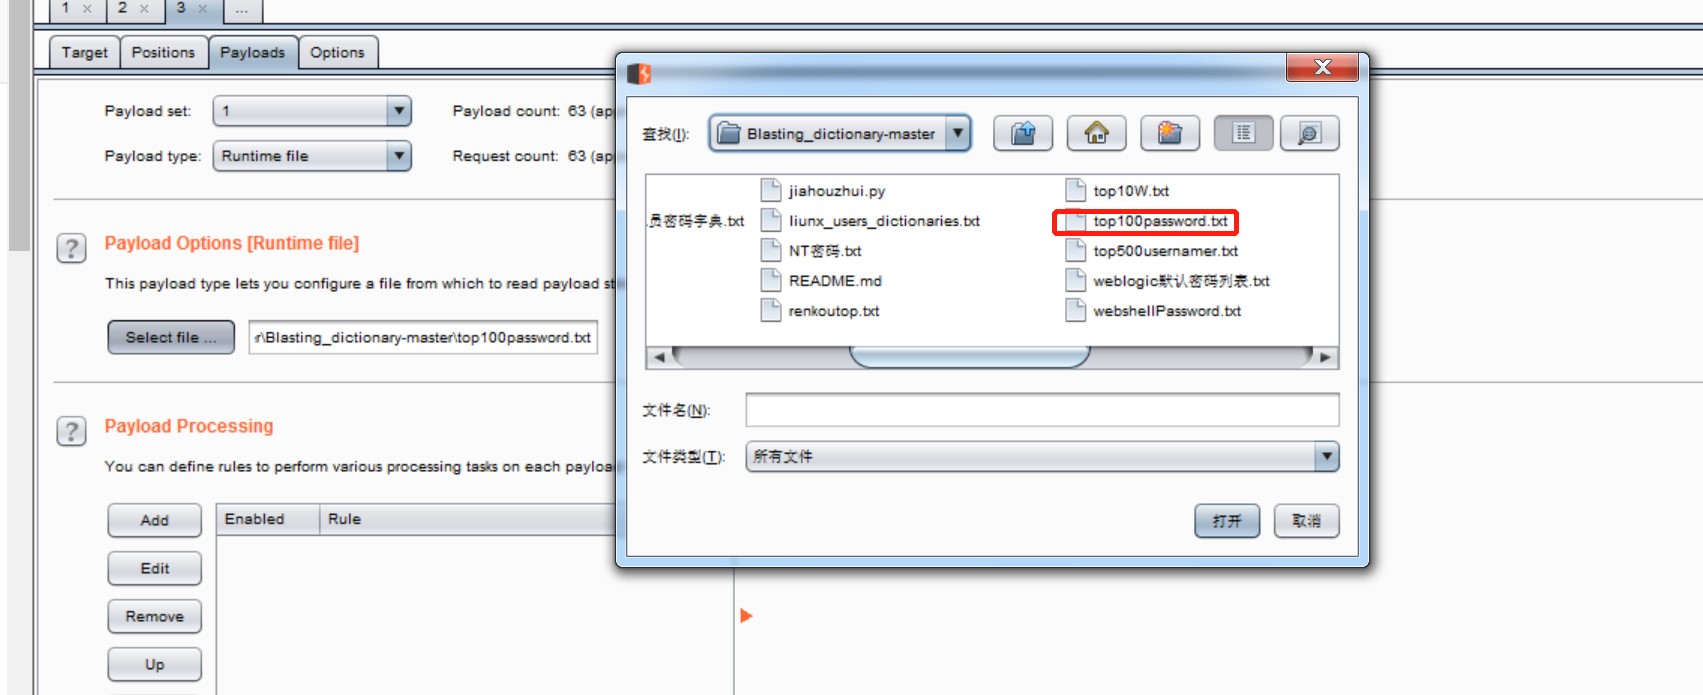 1 × 2 × 3 × ...
Target Positions Payloads Options
Payload set: 1 Payload count: 63 (ap
Payload type: Runtime file Request count: 63 (ap
Payload Options [Runtime file]
This payload type lets you configure a file from which to read payload st
Select file ... r\Blasting_dictionary-master\top100password.txt
Payload Processing
You can define rules to perform various processing tasks on each payloa
Add
Edit
Remove
Up
Enabled Rule
查找(I): Blasting_dictionary-master
jiahouzhui.py top10W.txt
员密码字典.txt liunx_users_dictionaries.txt top100password.txt
NT密码.txt top500usernamer.txt
README.md weblogic默认密码列表.txt
renkoutop.txt webshellPassword.txt
文件名(N):
文件类型(T): 所有文件
打开 取消